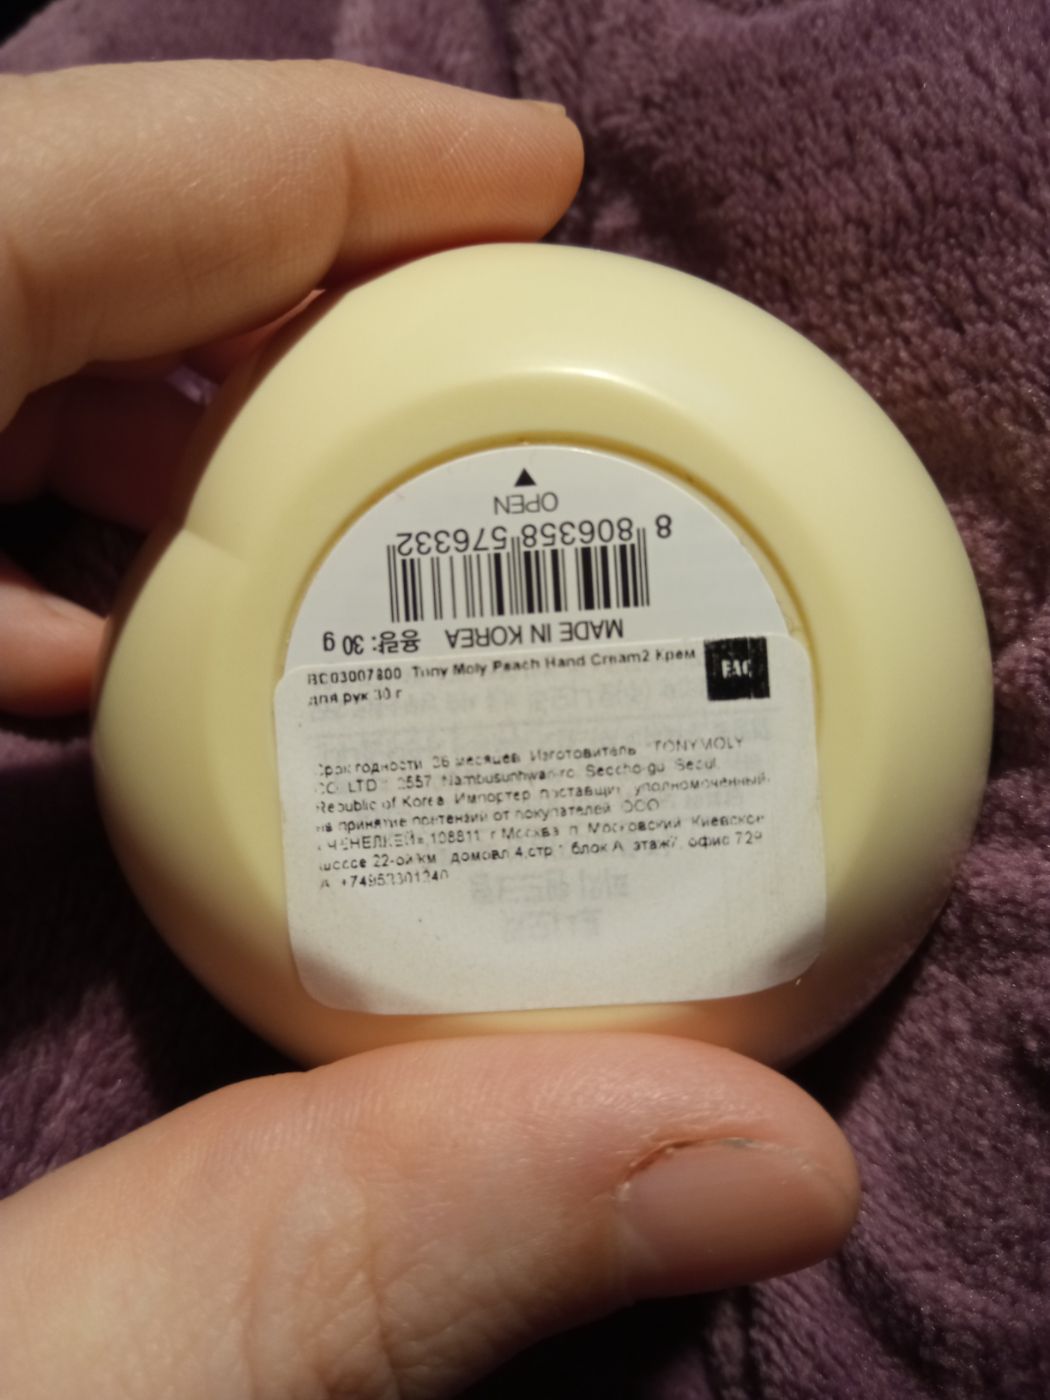 OPEN
8 806358 576332
MADE IN KOREA 용량: 30 g
BC03007800 Tony Moly Peach Hand Cream2 Крем
для рук 30 г
EAC
Срок годности 36 месяцев Изготовитель "TONYMOLY
CO LTD" 2557, Nambusunhwan-ro, Seocho-gu Seoul,
Republic of Korea Импортер поставщик уполномоченный
на принятие претензий от покупателей ООО
108811, г Москва п Московский Киевское
шоссе 22-ой км домовл 4,стр блок А этаж офис 729
А +74953301340